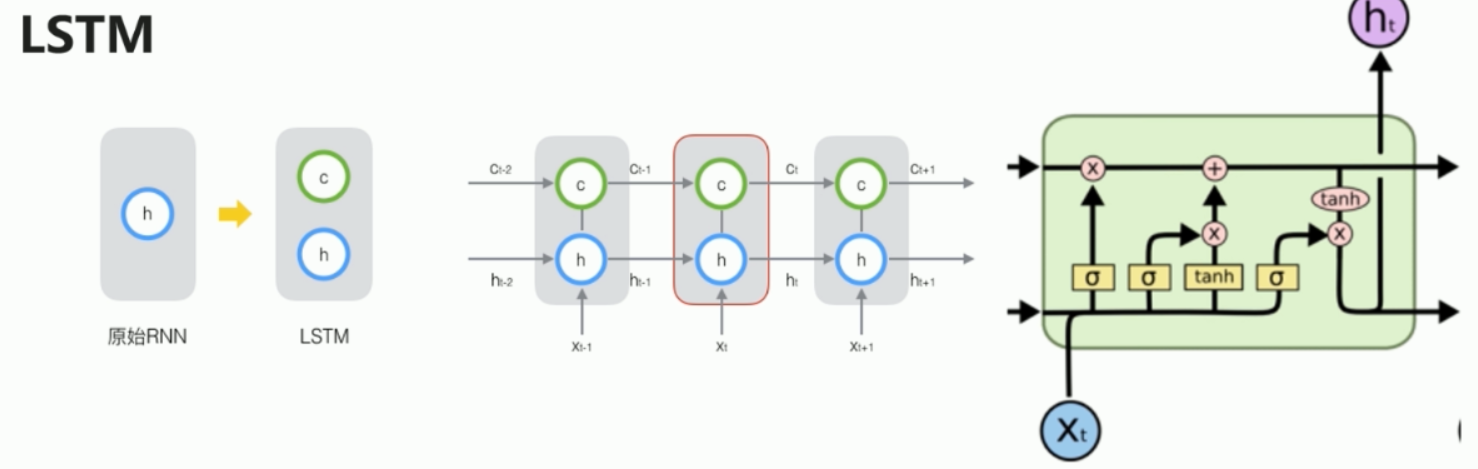 LSTM
h
原始RNN
c
h
LSTM
Ct-2
c
Ct-1
c
Ct
c
Ct+1
ht-2
h
ht-1
h
ht
h
ht+1
Xt-1
Xt
Xt+1
ht
x
+
tanh
x
x
σ
σ
tanh
σ
Xt